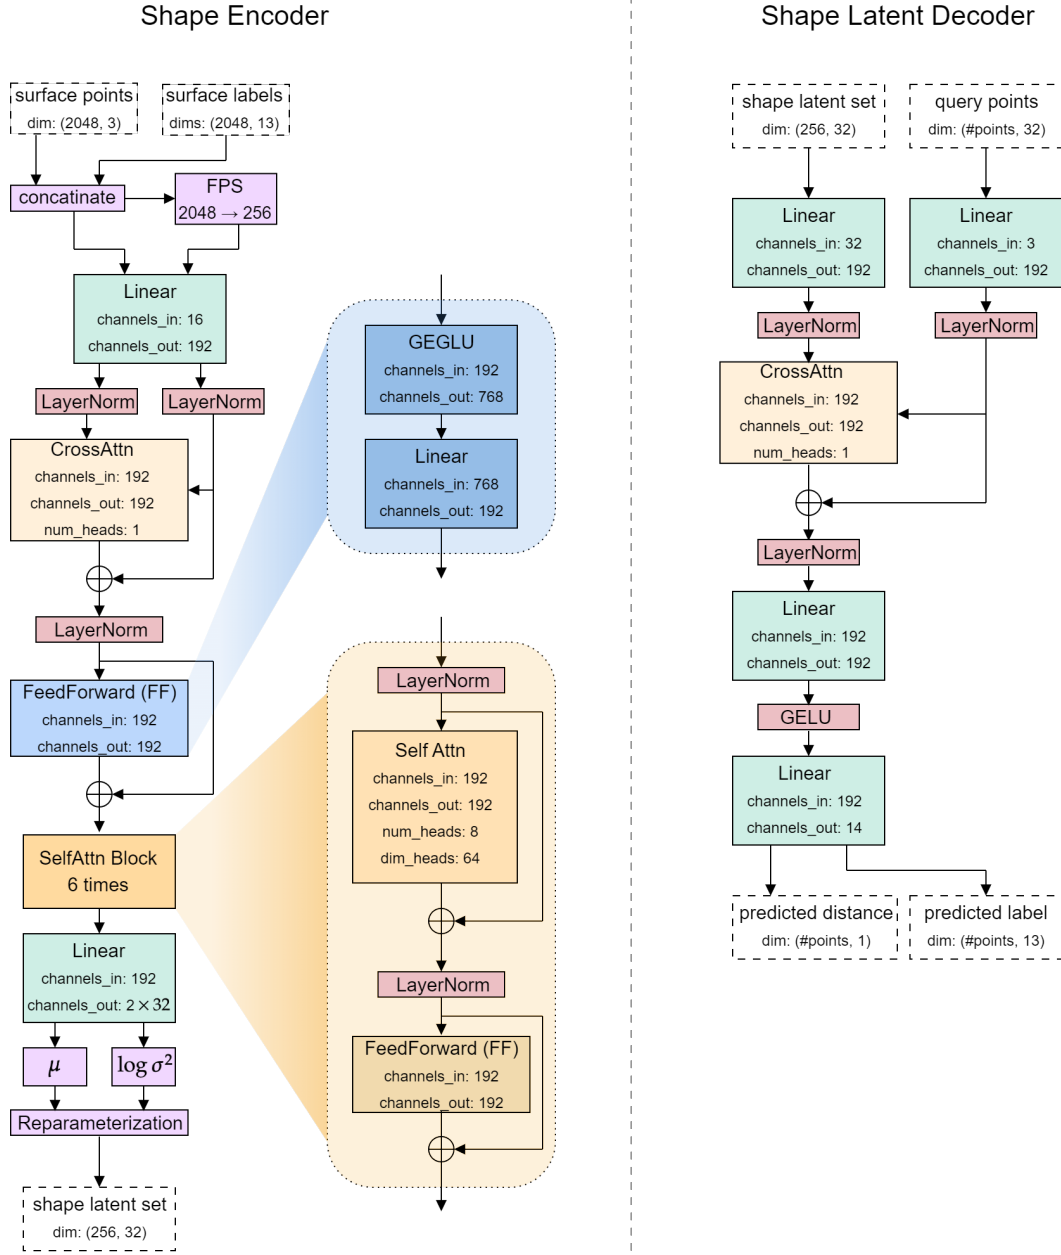 Shape Encoder
surface points
dim: (2048, 3)
surface labels
dims: (2048, 13)
concatinate
FPS
2048 → 256
Linear
channels_in: 16
channels_out: 192
LayerNorm
LayerNorm
CrossAttn
channels_in: 192
channels_out: 192
num_heads: 1
LayerNorm
FeedForward (FF)
channels_in: 192
channels_out: 192
SelfAttn Block
6 times
Linear
channels_in: 192
channels_out: 2 × 32
μ
log σ²
Reparameterization
shape latent set
dim: (256, 32)
GEGLU
channels_in: 192
channels_out: 768
Linear
channels_in: 768
channels_out: 192
LayerNorm
Self Attn
channels_in: 192
channels_out: 192
num_heads: 8
dim_heads: 64
LayerNorm
FeedForward (FF)
channels_in: 192
channels_out: 192
Shape Latent Decoder
shape latent set
dim: (256, 32)
query points
dim: (#points, 32)
Linear
channels_in: 32
channels_out: 192
Linear
channels_in: 3
channels_out: 192
LayerNorm
LayerNorm
CrossAttn
channels_in: 192
channels_out: 192
num_heads: 1
LayerNorm
Linear
channels_in: 192
channels_out: 192
GELU
Linear
channels_in: 192
channels_out: 14
predicted distance
dim: (#points, 1)
predicted label
dim: (#points, 13)